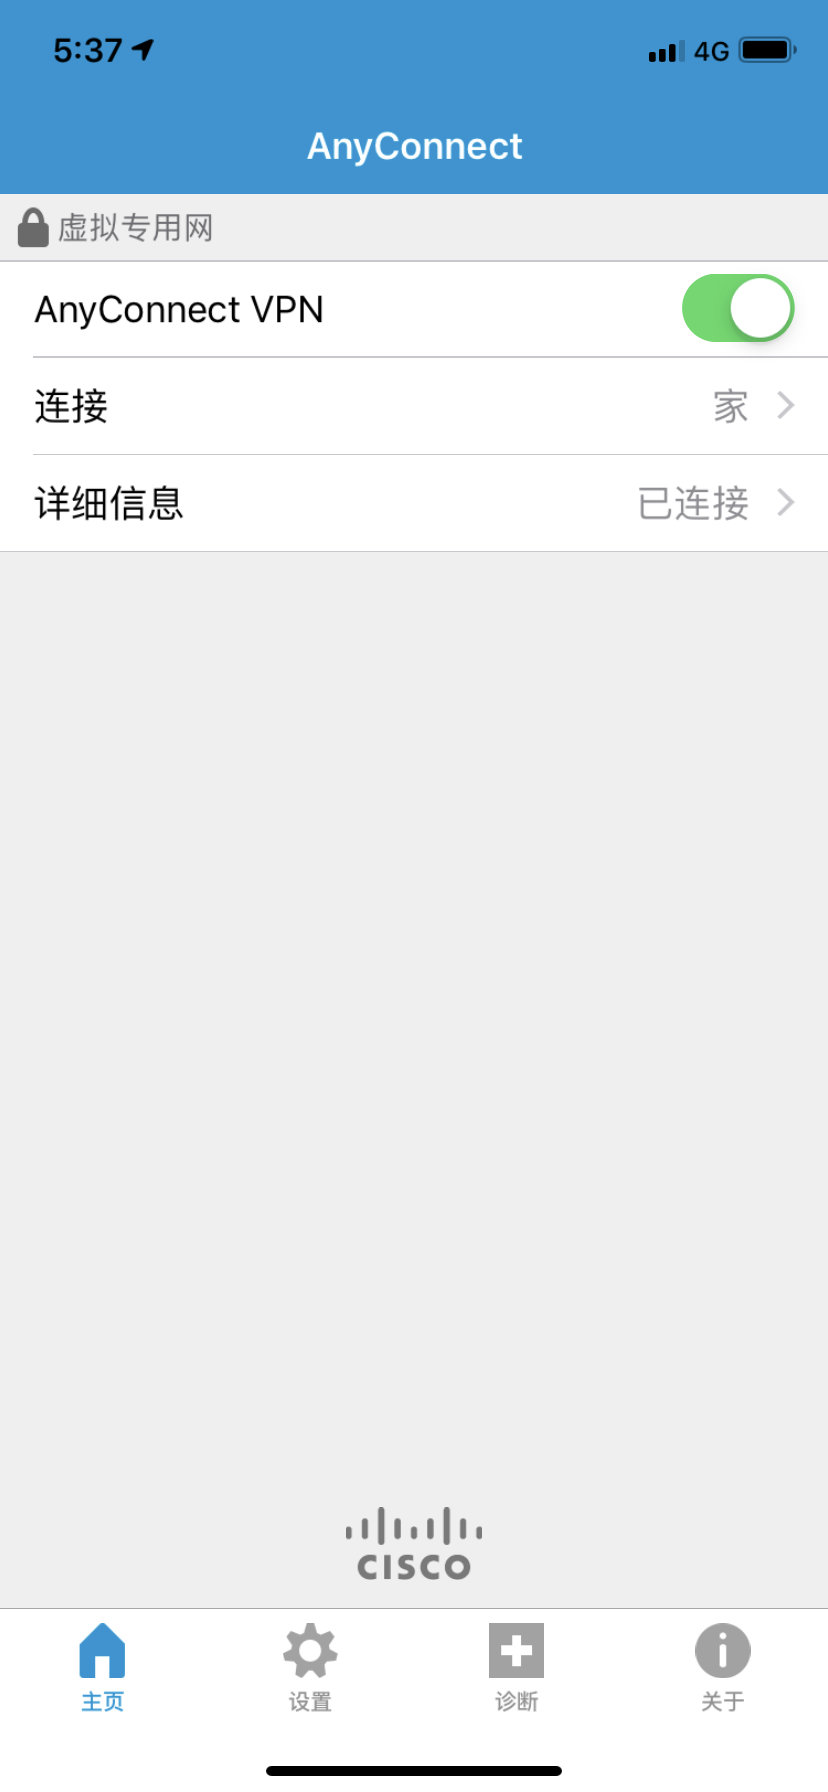 5:37
4G
AnyConnect
虚拟专用网
AnyConnect VPN
连接
家
详细信息
已连接
CISCO
主页
设置
诊断
关于